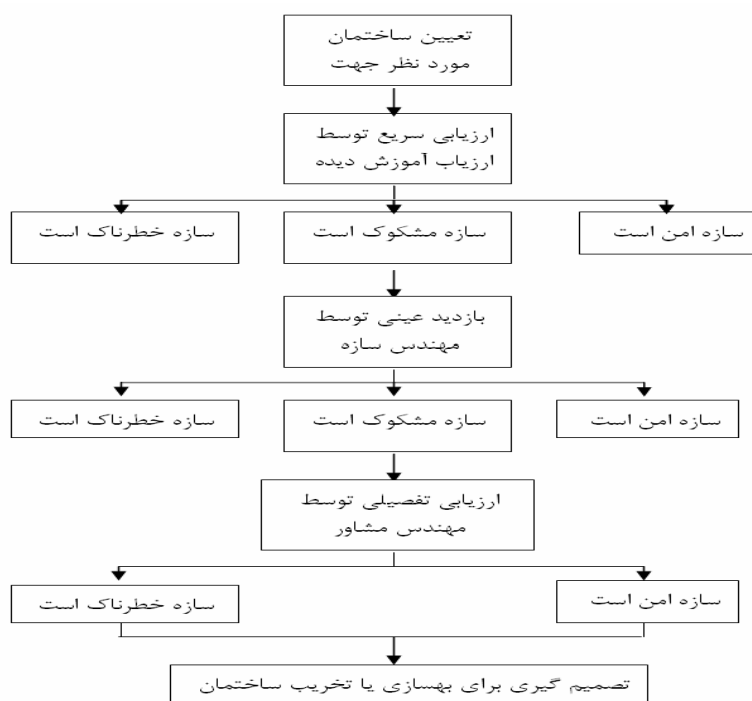 تعیین ساختمان
مورد نظر جهت
ارزیابی سریع توسط
ارزیاب آموزش دیده
سازه امن است
سازه مشکوک است
سازه خطرناک است
بازدید عینی توسط
مهندس سازه
سازه امن است
سازه مشکوک است
سازه خطرناک است
ارزیابی تفصیلی توسط
مهندس مشاور
سازه امن است
سازه خطرناک است
تصمیم گیری برای بهسازی یا تخریب ساختمان